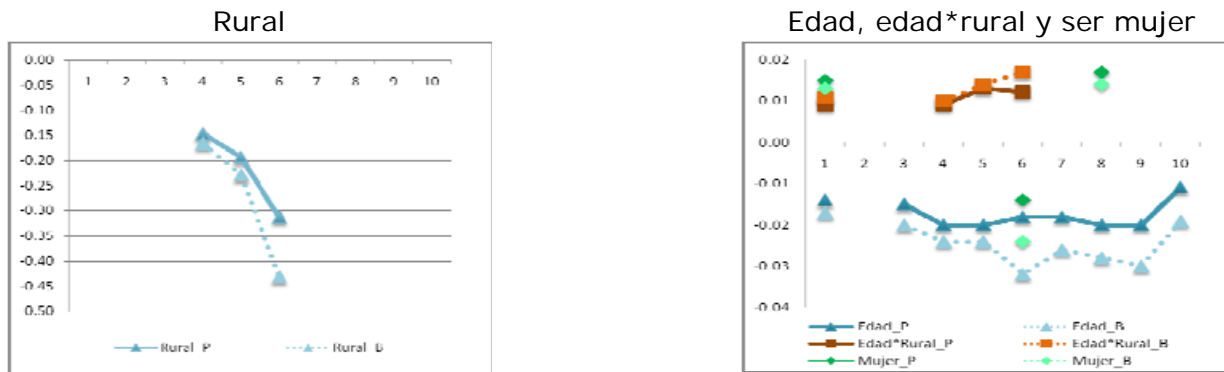 Rural
0.00
1 2 3 4 5 6 7 8 9 10
-0.05
-0.10
0.15
-0.20
-0.25
-0.30
-0.35
-0.40
-0.45
0.50
Rural_P Rural_B
Edad, edad*rural y ser mujer
0.02
0.01
0.00
1 2 3 4 5 6 7 8 9 10
-0.01
-0.02
-0.03
-0.04
Edad_P Edad_B
Edad*Rural_P Edad*Rural_B
Mujer_P Mujer_B